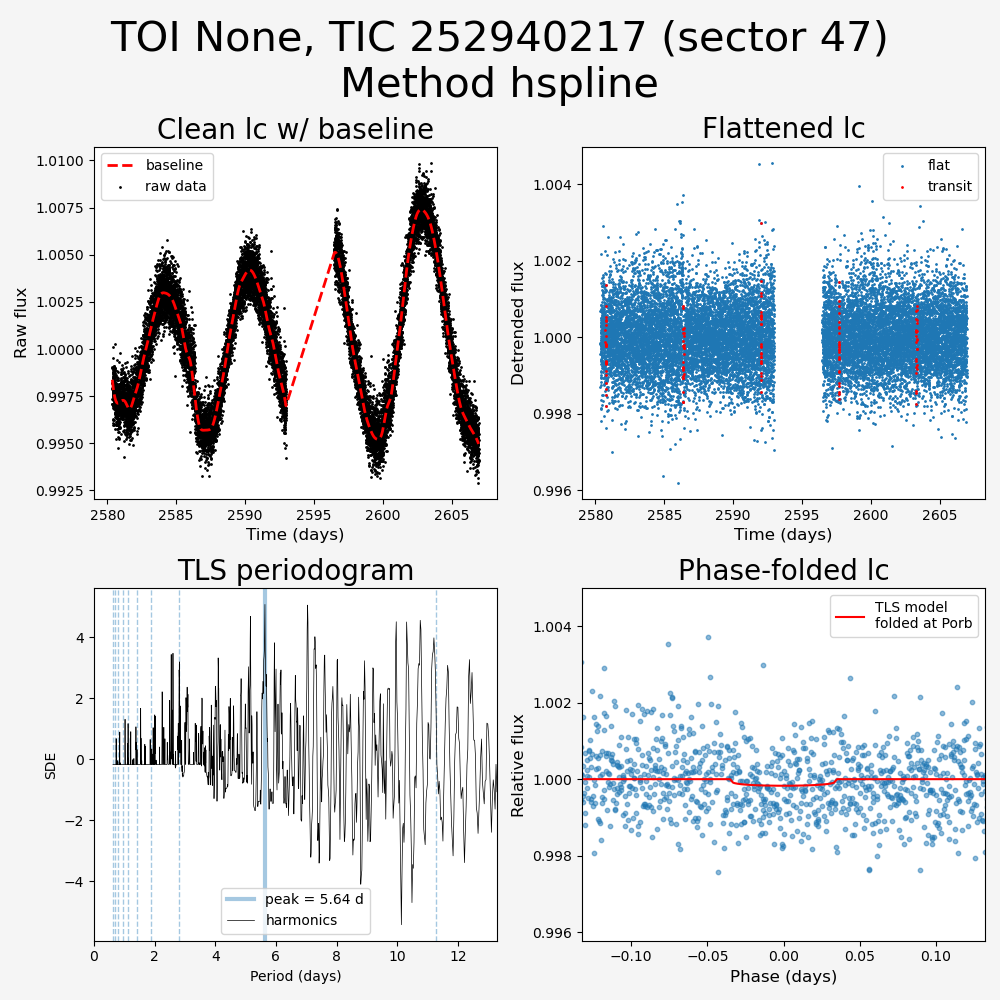 TOI None, TIC 252940217 (sector 47)
Method hspline
Clean lc w/ baseline
baseline
raw data
Raw flux
1.0100
1.0075
1.0050
1.0025
1.0000
0.9975
0.9950
0.9925
2580 2585 2590 2595 2600 2605
Time (days)
Flattened lc
flat
transit
Detrended flux
1.004
1.002
1.000
0.998
0.996
2580 2585 2590 2595 2600 2605
Time (days)
TLS periodogram
SDE
4
2
0
−2
−4
peak = 5.64 d
harmonics
0 2 4 6 8 10 12
Period (days)
Phase-folded lc
TLS model
folded at Porb
Relative flux
1.004
1.002
1.000
0.998
0.996
−0.10 −0.05 0.00 0.05 0.10
Phase (days)